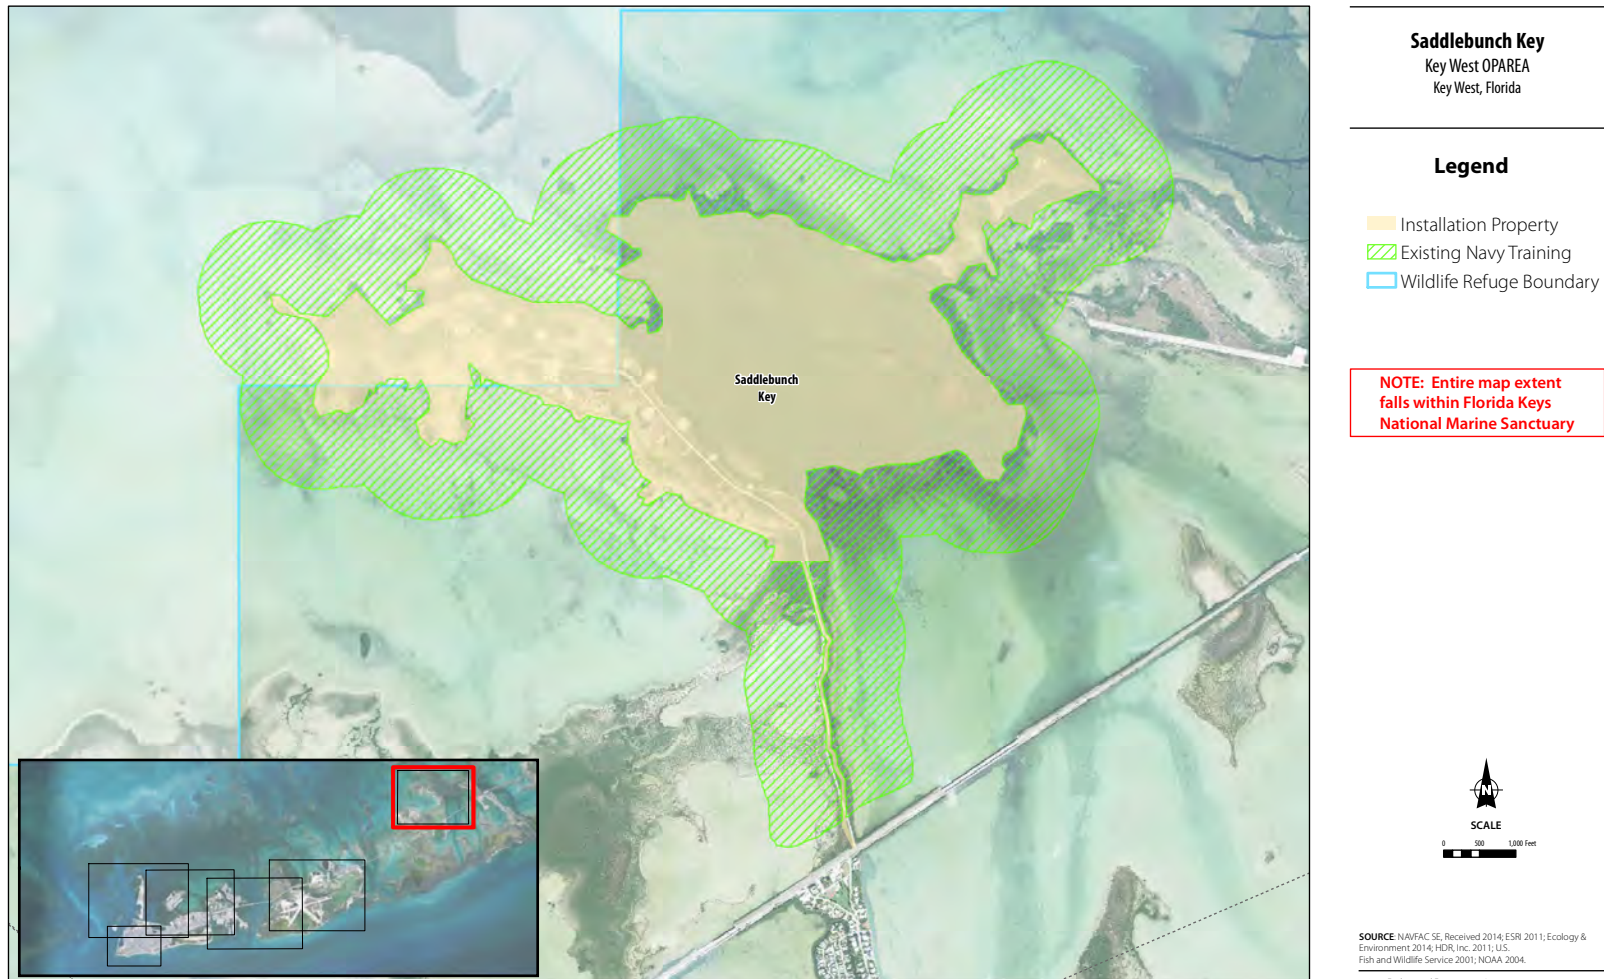 Saddlebunch Key
Key West OPAREA
Key West, Florida
Legend
Installation Property
Existing Navy Training
Wildlife Refuge Boundary
NOTE: Entire map extent
falls within Florida Keys
National Marine Sanctuary
Saddlebunch
Key
N
SCALE
0 500 1,000 Feet
SOURCE: NAVFAC SE, Received 2014; ESRI 2011; Ecology &
Environment 2014; HDR, Inc. 2011; U.S.
Fish and Wildlife Service 2001; NOAA 2004.